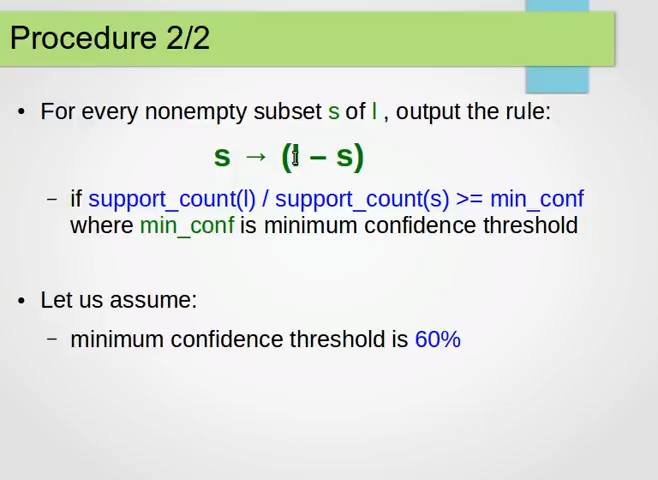 Procedure 2/2
• For every nonempty subset s of l , output the rule:
s → (l – s)
– if support_count(l) / support_count(s) >= min_conf
where min_conf is minimum confidence threshold
• Let us assume:
– minimum confidence threshold is 60%